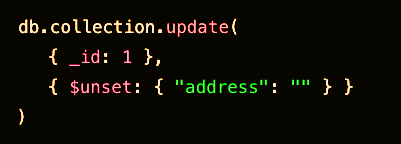 db.collection.update(
{ _id: 1 },
{ $unset: { "address": "" } }
)